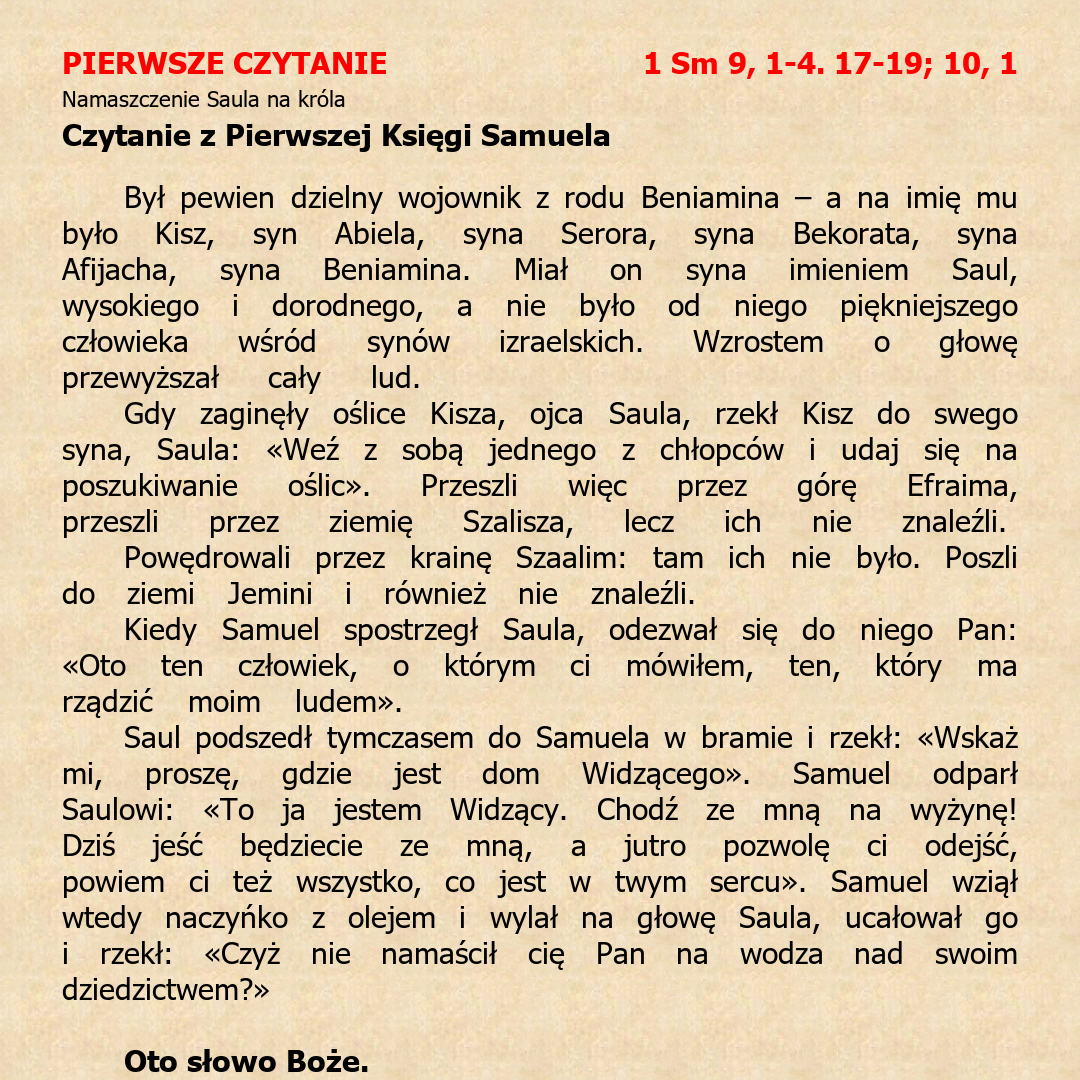 PIERWSZE CZYTANIE 1 Sm 9, 1-4. 17-19; 10, 1
Namaszczenie Saula na króla
Czytanie z Pierwszej Księgi Samuela
Był pewien dzielny wojownik z rodu Beniamina – a na imię mu
było Kisz, syn Abiela, syna Serora, syna Bekorata, syna
Afijacha, syna Beniamina. Miał on syna imieniem Saul,
wysokiego i dorodnego, a nie było od niego piękniejszego
człowieka wśród synów izraelskich. Wzrostem o głowę
przewyższał cały lud.
Gdy zaginęły oślice Kisza, ojca Saula, rzekł Kisz do swego
syna, Saula: «Weź z sobą jednego z chłopców i udaj się na
poszukiwanie oślic». Przeszli więc przez górę Efraima,
przeszli przez ziemię Szalisza, lecz ich nie znaleźli.
Powędrowali przez krainę Szaalim: tam ich nie było. Poszli
do ziemi Jemini i również nie znaleźli.
Kiedy Samuel spostrzegł Saula, odezwał się do niego Pan:
«Oto ten człowiek, o którym ci mówiłem, ten, który ma
rządzić moim ludem».
Saul podszedł tymczasem do Samuela w bramie i rzekł: «Wskaż
mi, proszę, gdzie jest dom Widzącego». Samuel odparł
Saulowi: «To ja jestem Widzący. Chodź ze mną na wyżynę!
Dziś jeść będziecie ze mną, a jutro pozwolę ci odejść,
powiem ci też wszystko, co jest w twym sercu». Samuel wziął
wtedy naczyńko z olejem i wylał na głowę Saula, ucałował go
i rzekł: «Czyż nie namaścił cię Pan na wodza nad swoim
dziedzictwem?»
Oto słowo Boże.